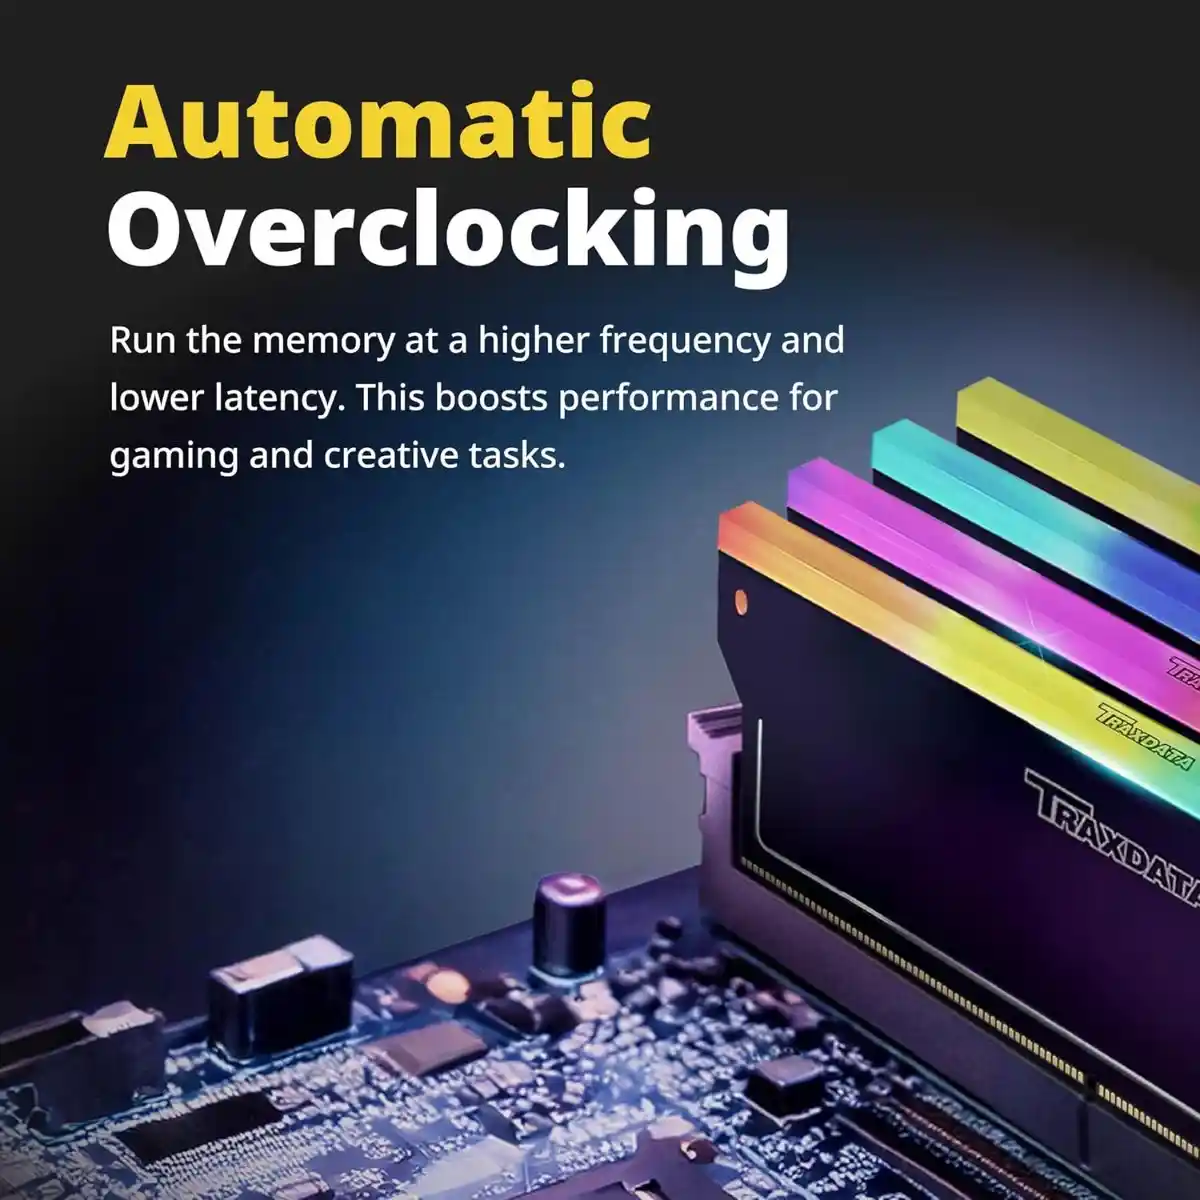 Automatic
Overclocking
Run the memory at a higher frequency and
lower latency. This boosts performance for
gaming and creative tasks.
TRAXDATA
TRAXDATA